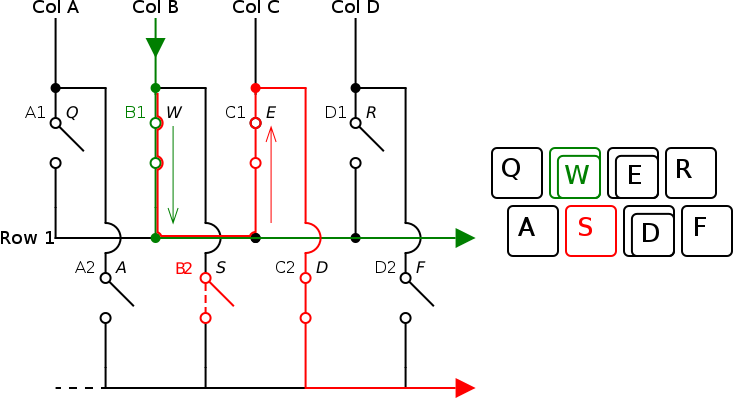 Col A Col B Col C Col D
A1 Q B1 W C1 E D1 R
Q W E R
Row 1
A S D F
A2 A B2 S C2 D D2 F